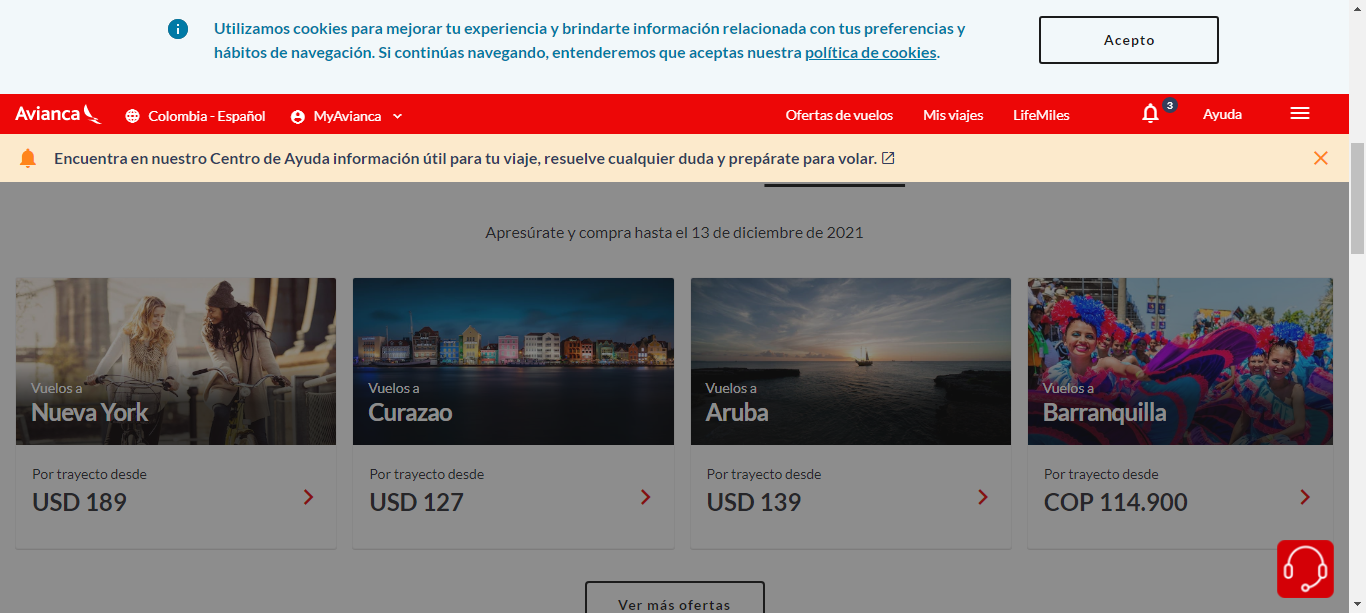 Utilizamos cookies para mejorar tu experiencia y brindarte información relacionada con tus preferencias y
hábitos de navegación. Si continúas navegando, entenderemos que aceptas nuestra política de cookies.
Acepto
Avianca
Colombia - Español
MyAvianca
Ofertas de vuelos
Mis viajes
LifeMiles
3
Ayuda
Encuentra en nuestro Centro de Ayuda información útil para tu viaje, resuelve cualquier duda y prepárate para volar.
Apresúrate y compra hasta el 13 de diciembre de 2021
Vuelos a
Nueva York
Por trayecto desde
USD 189
Vuelos a
Curazao
Por trayecto desde
USD 127
Vuelos a
Aruba
Por trayecto desde
USD 139
Vuelos a
Barranquilla
Por trayecto desde
COP 114.900
Ver más ofertas